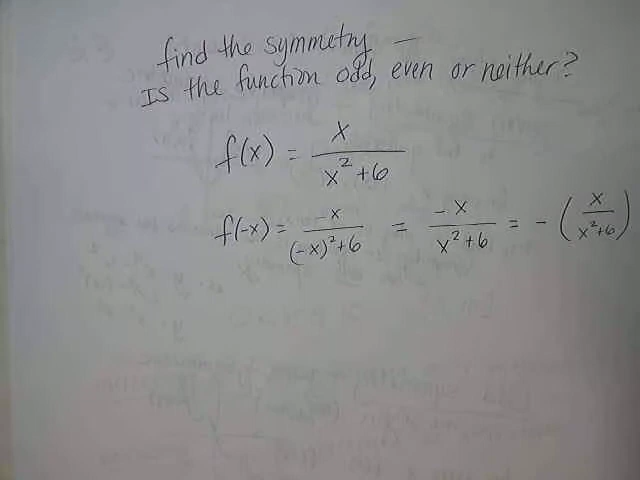 find the symmetry —
Is the function odd, even or neither?
f(x) = x / x² + 6
f(-x) = -x / (-x)² + 6 = -x / x² + 6 = - ( x / x² + 6 )